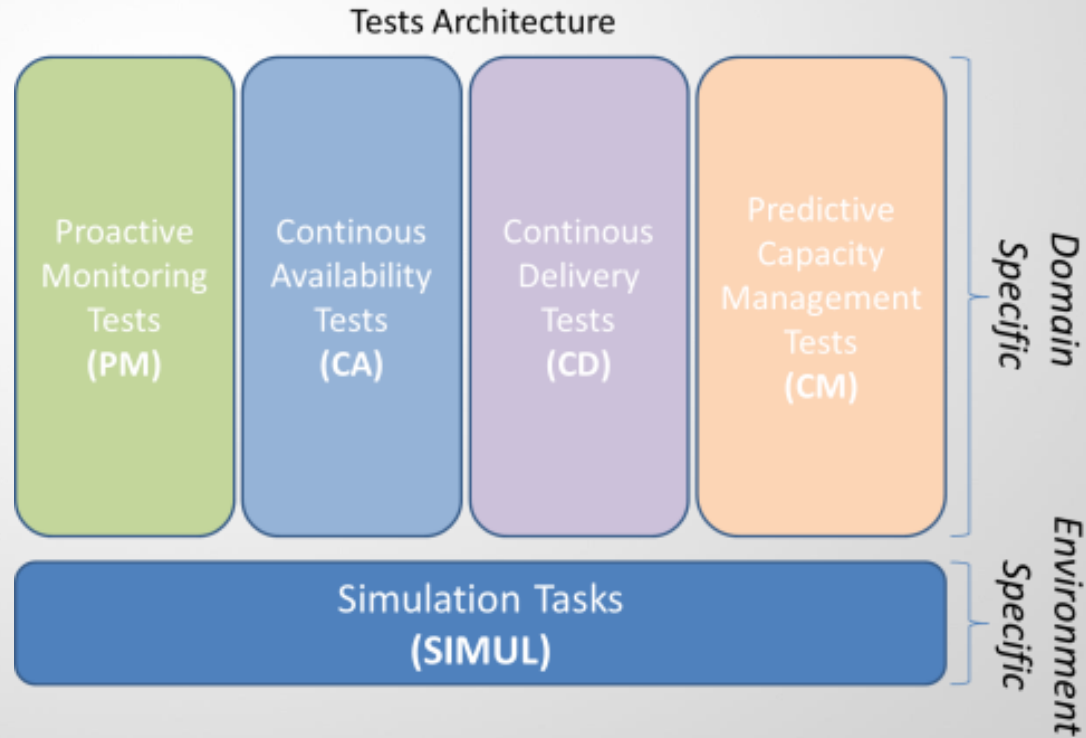 Tests Architecture
Proactive
Monitoring
Tests
(PM)
Continous
Availability
Tests
(CA)
Continous
Delivery
Tests
(CD)
Predictive
Capacity
Management
Tests
(CM)
Domain
Specific
Simulation Tasks
(SIMUL)
Environment
Specific